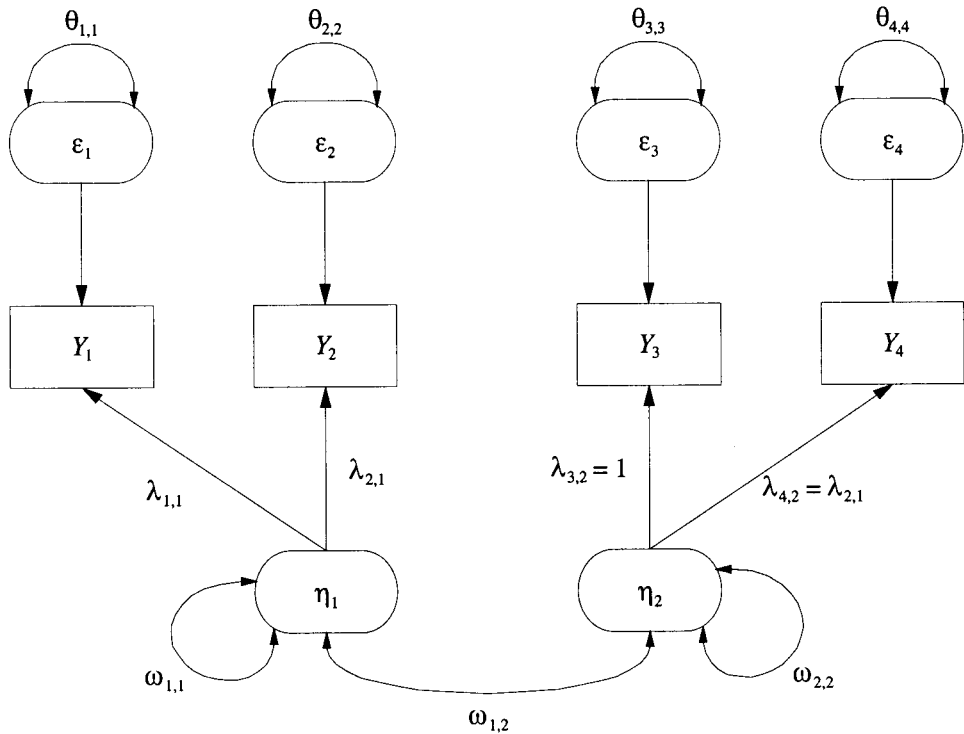 θ1,1 θ2,2 θ3,3 θ4,4
ε1 ε2 ε3 ε4
Y1 Y2 Y3 Y4
λ1,1 λ2,1 λ3,2 = 1 λ4,2 = λ2,1
η1 η2
ω1,1 ω1,2 ω2,2